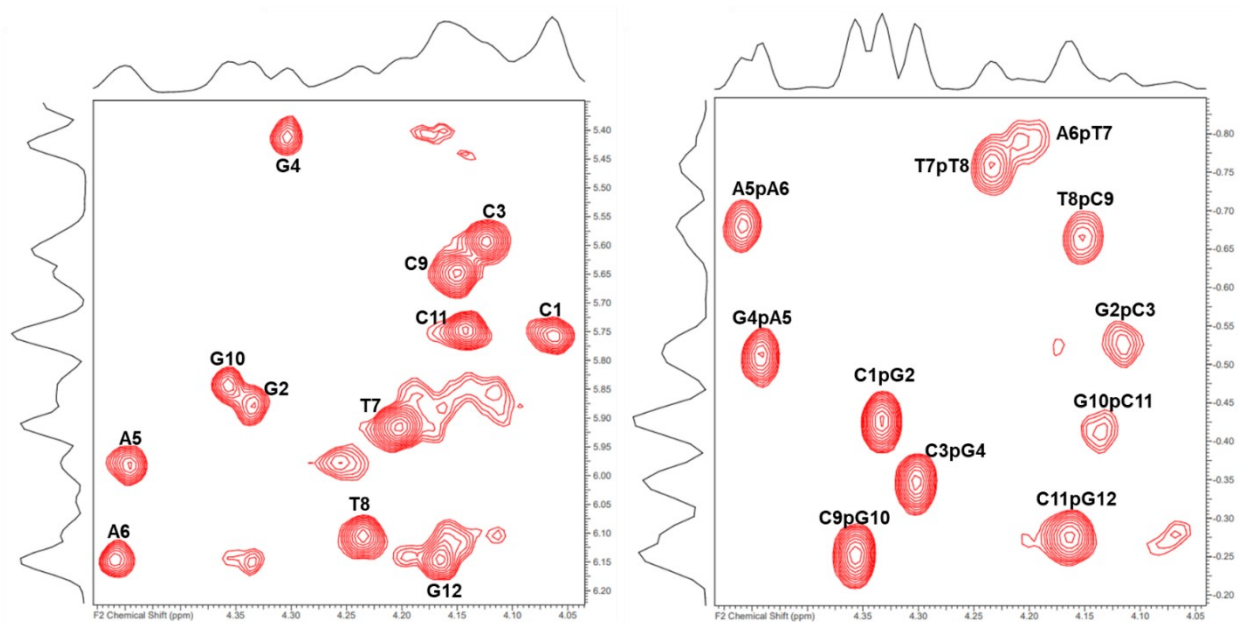 G4
C3
C9
C11
C1
G10
G2
T7
A5
T8
A6
G12
5.40
5.45
5.50
5.55
5.60
5.65
5.70
5.75
5.80
5.85
5.90
5.95
6.00
6.05
6.10
6.15
6.20
F2 Chemical Shift (ppm)
4.35
4.30
4.25
4.20
4.15
4.10
4.05
A6pT7
T7pT8
A5pA6
T8pC9
G4pA5
G2pC3
C1pG2
G10pC11
C3pG4
C9pG10
C11pG12
-0.80
-0.75
-0.70
-0.65
-0.60
-0.55
-0.50
-0.45
-0.40
-0.35
-0.30
-0.25
-0.20
F2 Chemical Shift (ppm)
4.35
4.30
4.25
4.20
4.15
4.10
4.05